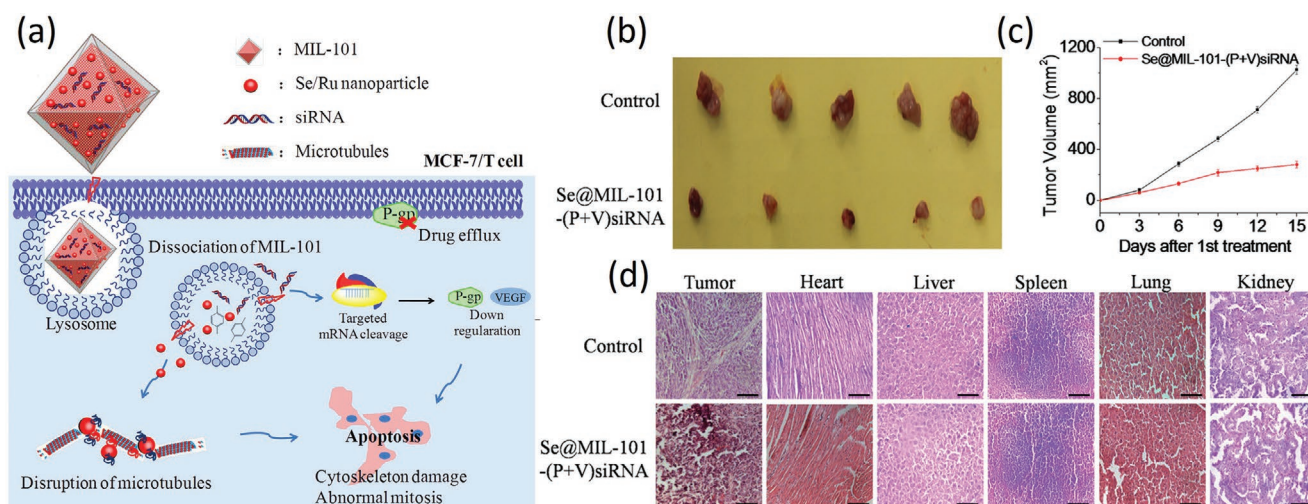 (a)
: MIL-101
: Se/Ru nanoparticle
: siRNA
: Microtubules
MCF-7/T cell
P-gp
Drug efflux
Dissociation of MIL-101
Lysosome
Targeted
mRNA cleavage
P-gp
VEGF
Down
regularation
Apoptosis
Cytoskeleton damage
Abnormal mitosis
Disruption of microtubules
(b)
Control
Se@MIL-101
-(P+V)siRNA
(c)
Control
Se@MIL-101-(P+V)siRNA
Tumor Volume (mm²)
1200
800
400
0
0 3 6 9 12 15
Days after 1st treatment
(d)
Tumor Heart Liver Spleen Lung Kidney
Control
Se@MIL-101
-(P+V)siRNA